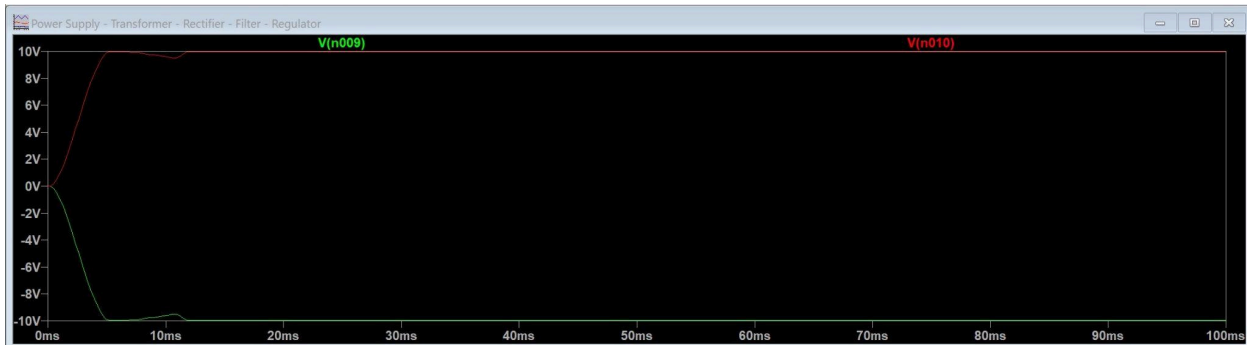 Power Supply - Transformer - Rectifier - Filter - Regulator
V(n009) V(n010)
10V
8V
6V
4V
2V
0V
-2V
-4V
-6V
-8V
-10V
0ms 10ms 20ms 30ms 40ms 50ms 60ms 70ms 80ms 90ms 100ms